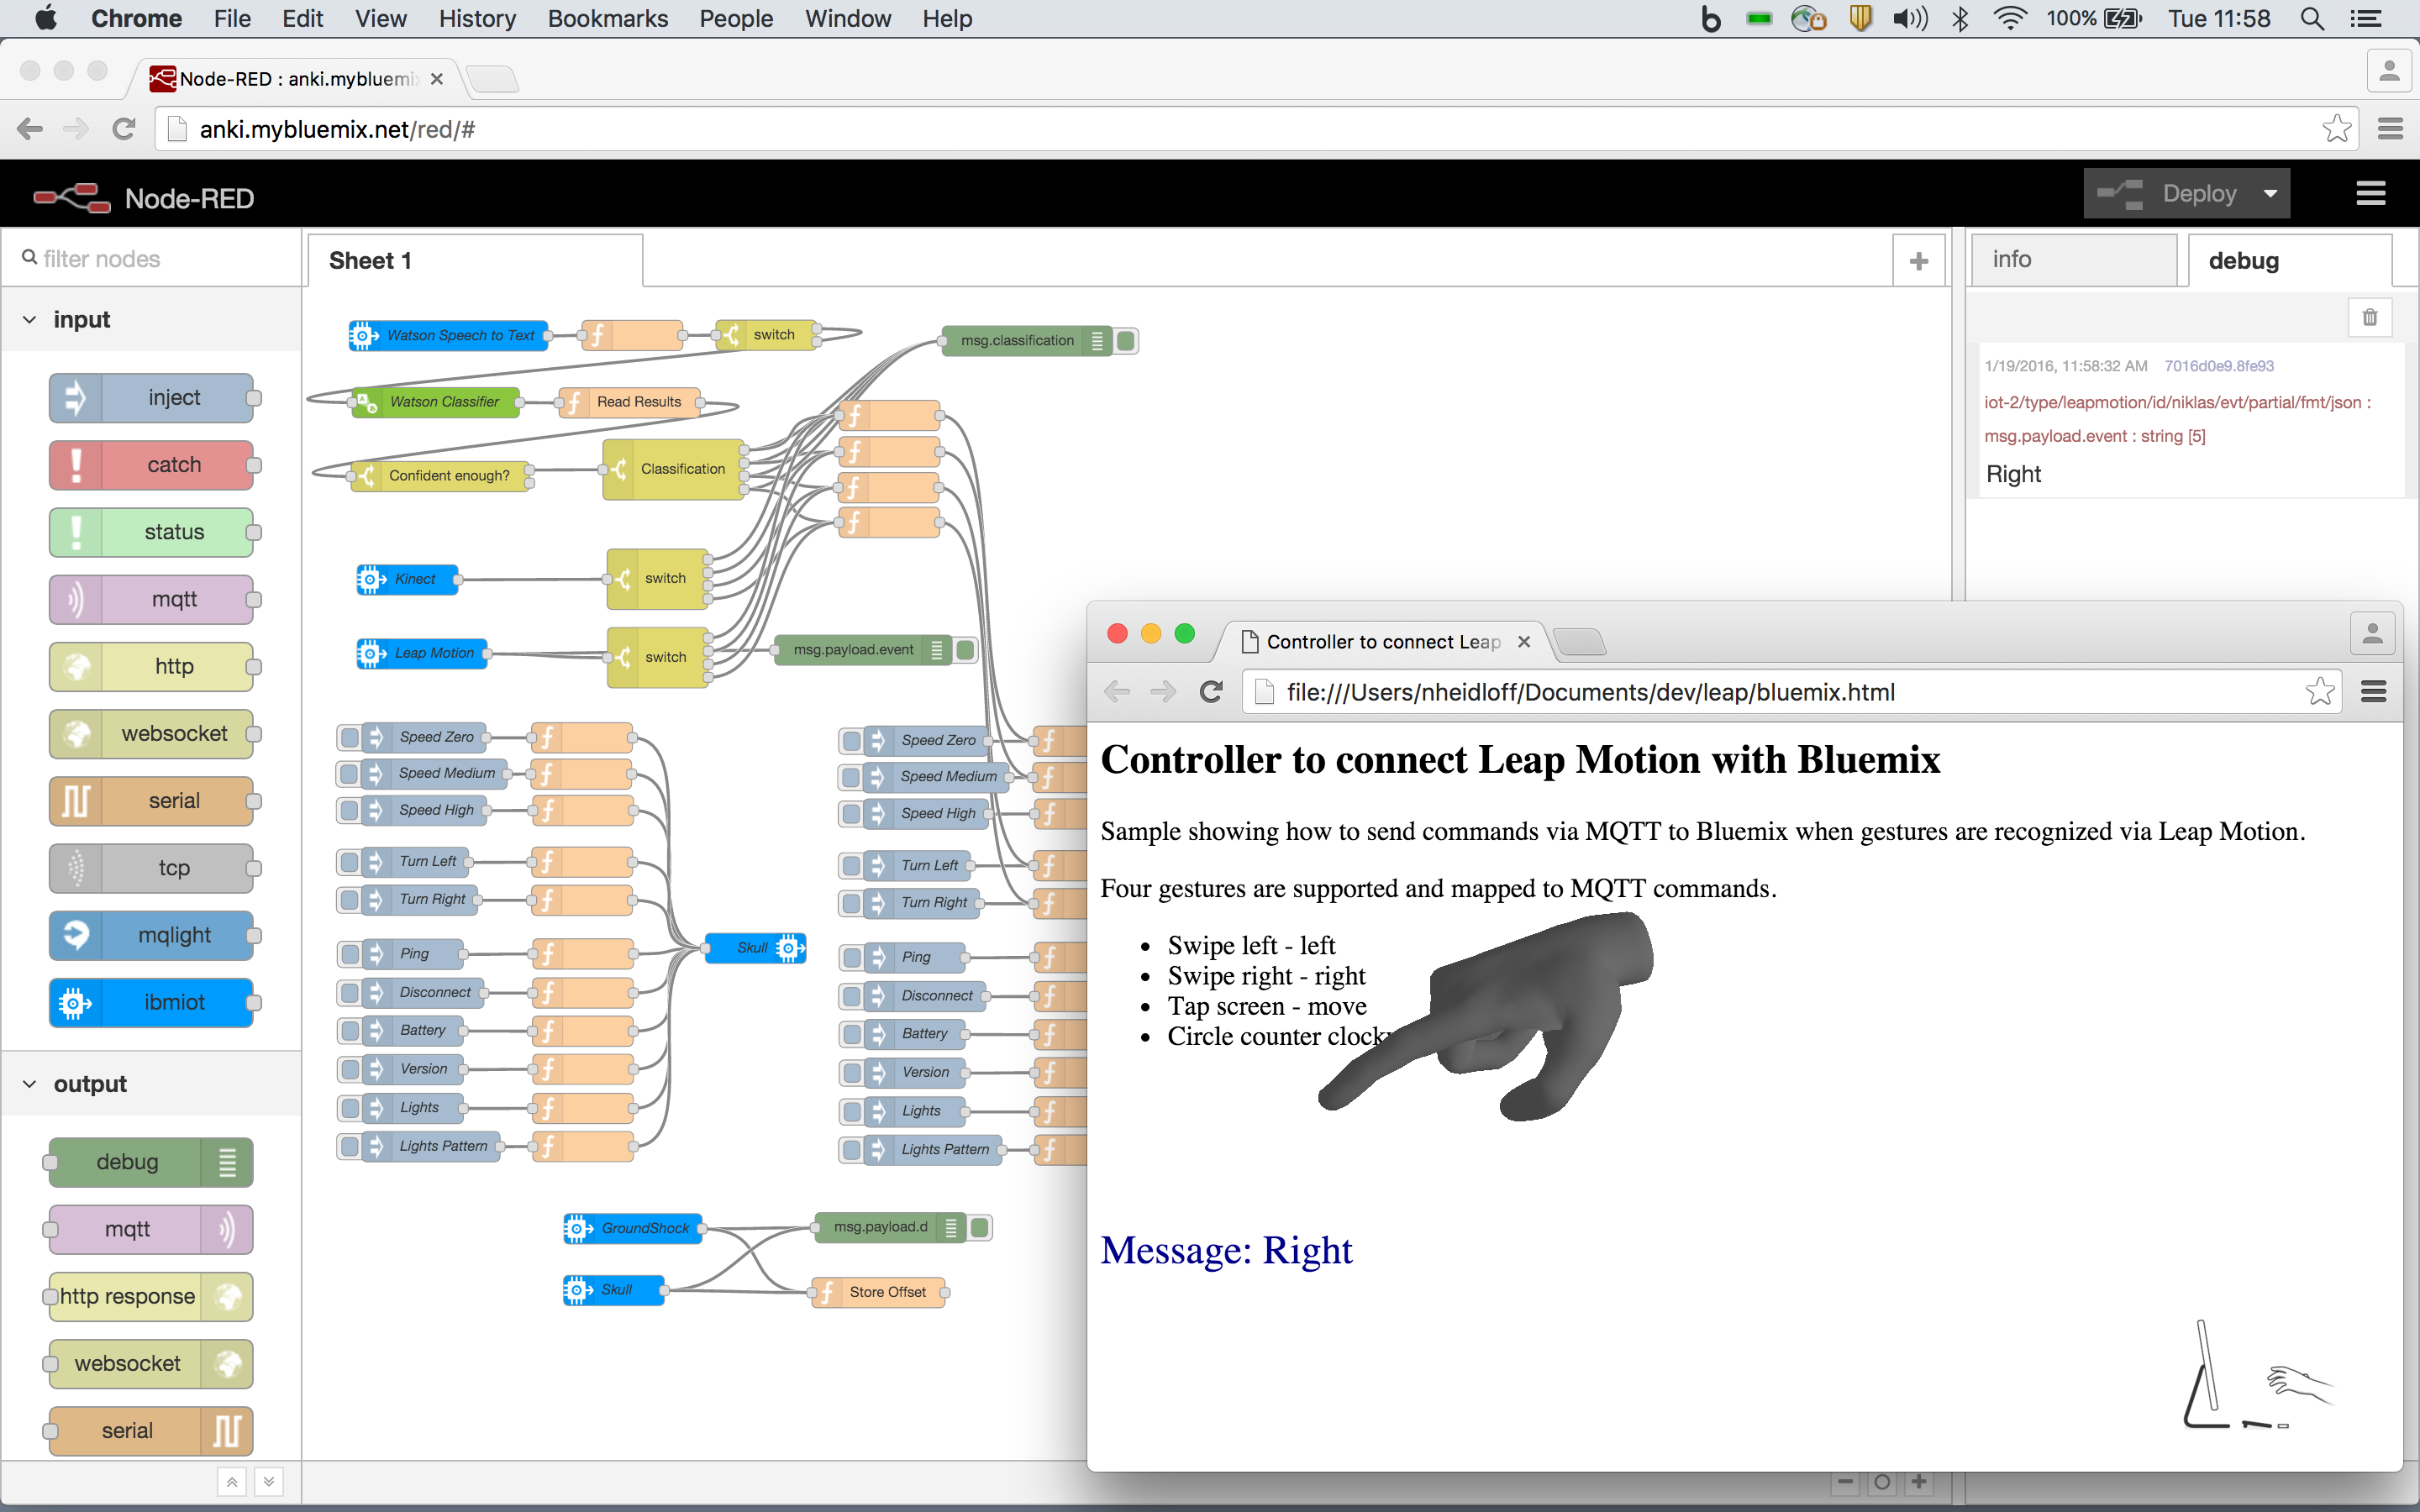 Chrome File Edit View History Bookmarks People Window Help
100% Tue 11:58
Node-RED : anki.mybluemix
anki.mybluemix.net/red/#
Node-RED
Deploy
filter nodes
Sheet 1
info
debug
input
inject
catch
status
mqtt
http
websocket
serial
tcp
mqlight
ibmiot
output
debug
mqtt
http response
websocket
serial
Watson Speech to Text
switch
msg.classification
Watson Classifier
Read Results
Confident enough?
Classification
Kinect
switch
Leap Motion
switch
msg.payload.event
Speed Zero
Speed Medium
Speed High
Turn Left
Turn Right
Ping
Disconnect
Battery
Version
Lights
Lights Pattern
Skull
Speed Zero
Speed Medium
Speed High
Turn Left
Turn Right
Ping
Disconnect
Battery
Version
Lights
Lights Pattern
GroundShock
msg.payload.d
Skull
Store Offset
1/19/2016, 11:58:32 AM 7016d0e9.8fe93
iot-2/type/leapmotion/id/niklas/evt/partial/fmt/json :
msg.payload.event : string [5]
Right
Controller to connect Leap
file:///Users/nheidloff/Documents/dev/leap/bluemix.html
Controller to connect Leap Motion with Bluemix
Sample showing how to send commands via MQTT to Bluemix when gestures are recognized via Leap Motion.
Four gestures are supported and mapped to MQTT commands.
• Swipe left - left
• Swipe right - right
• Tap screen - move
• Circle counter
Message: Right